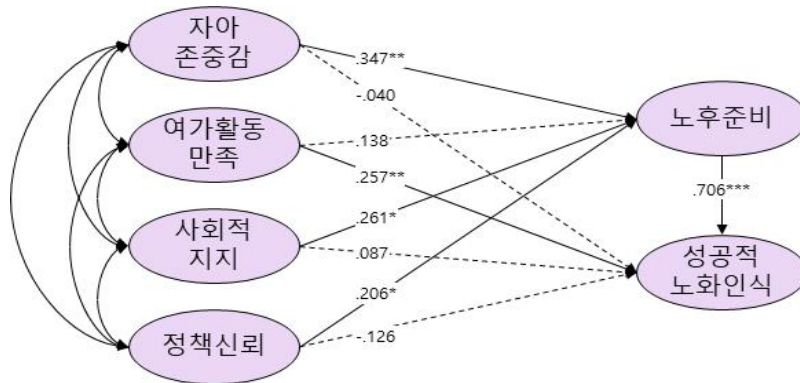 자아
존중감
여가활동
만족
사회적
지지
정책신뢰
.347**
-.040
.138
.257**
.261*
.087
.206*
-.126
노후준비
.706***
성공적
노화인식